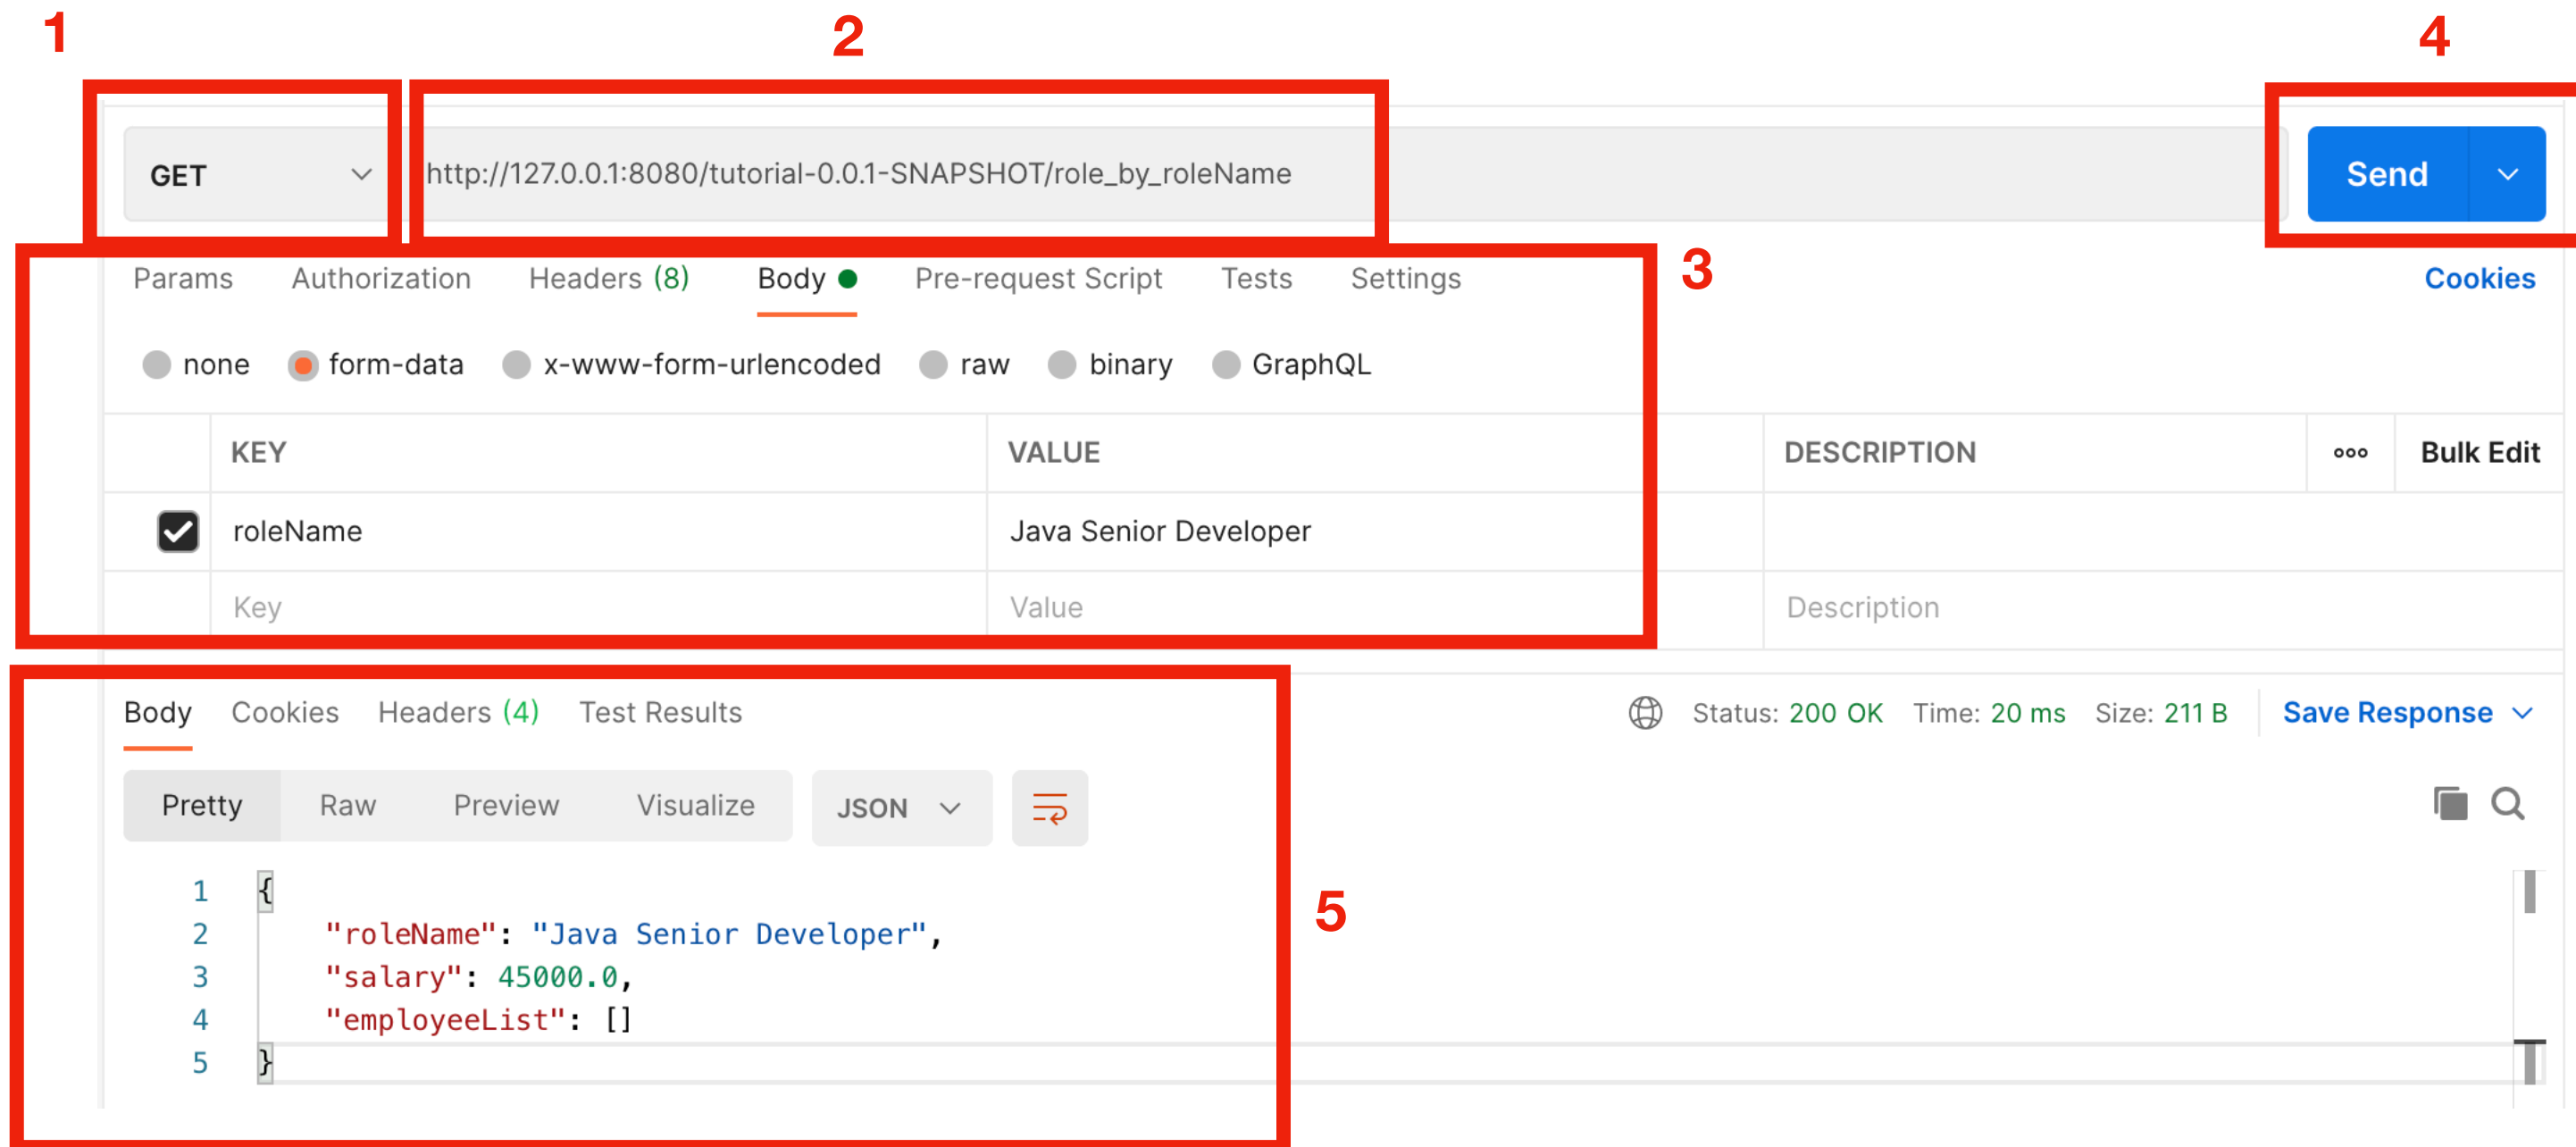 1
2
4
GET
http://127.0.0.1:8080/tutorial-0.0.1-SNAPSHOT/role_by_roleName
Send
3
Params Authorization Headers (8) Body Pre-request Script Tests Settings Cookies
none form-data x-www-form-urlencoded raw binary GraphQL
KEY VALUE DESCRIPTION ooo Bulk Edit
roleName Java Senior Developer
Key Value Description
Body Cookies Headers (4) Test Results Status: 200 OK Time: 20 ms Size: 211 B Save Response
Pretty Raw Preview Visualize JSON
5
1 {
2 "roleName": "Java Senior Developer",
3 "salary": 45000.0,
4 "employeeList": []
5 }